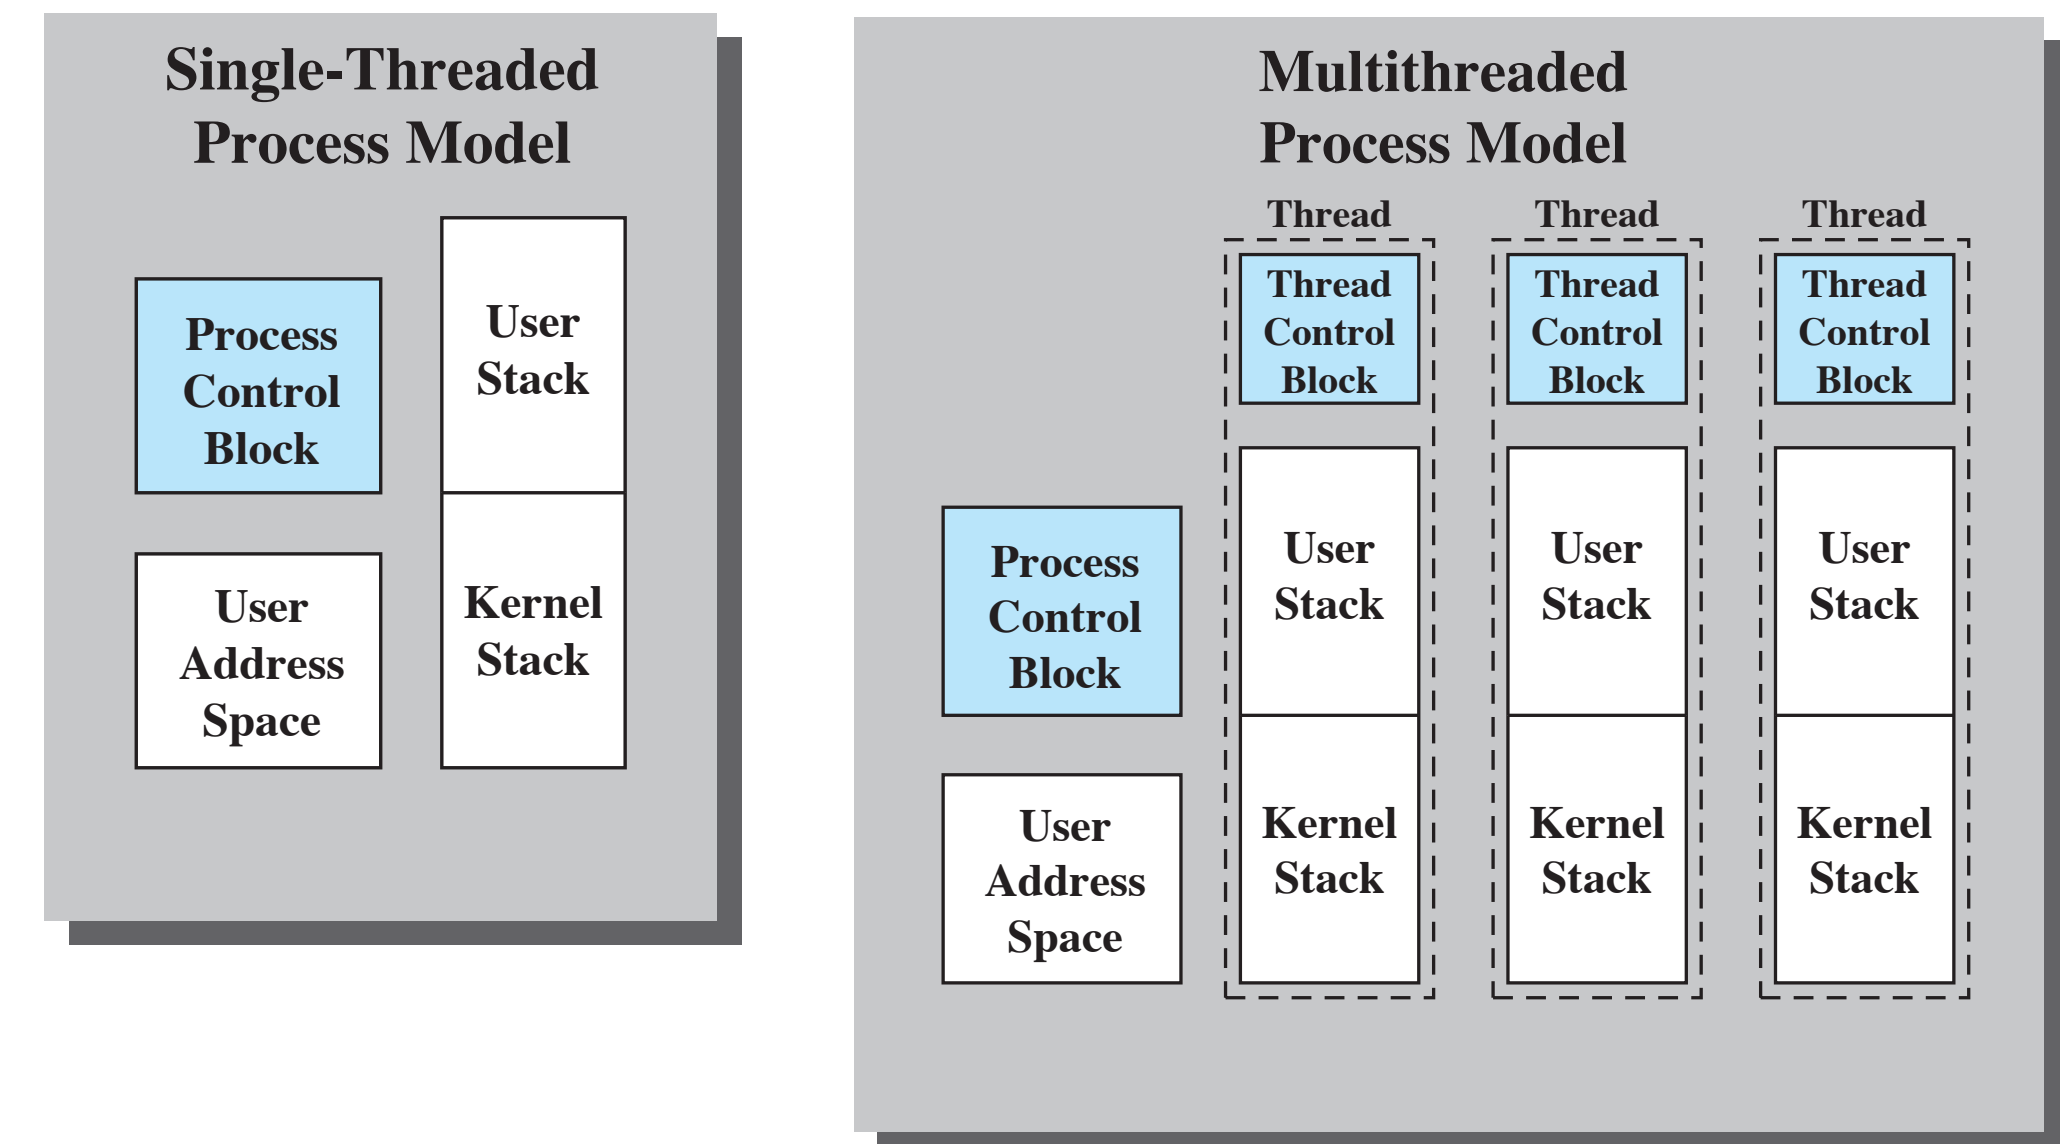 Single-Threaded
Process Model
Process
Control
Block
User
Stack
User
Address
Space
Kernel
Stack
Multithreaded
Process Model
Thread
Thread
Thread
Thread
Control
Block
Thread
Control
Block
Thread
Control
Block
Process
Control
Block
User
Stack
User
Stack
User
Stack
User
Address
Space
Kernel
Stack
Kernel
Stack
Kernel
Stack